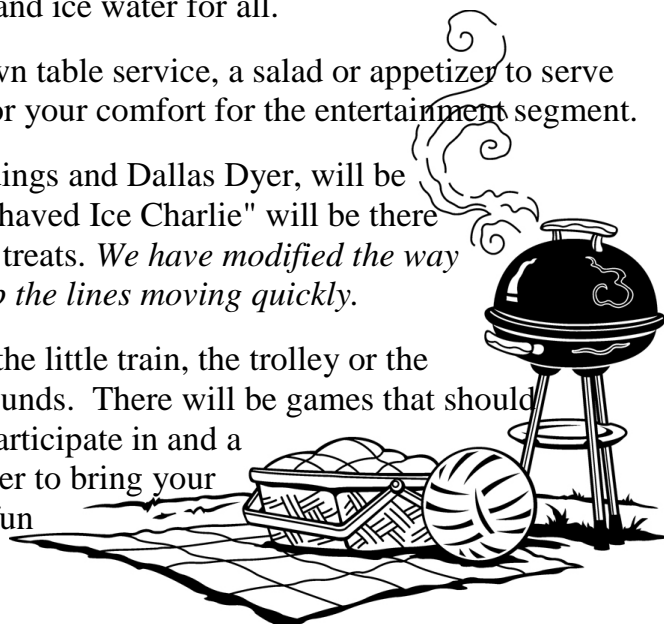 and ice water for all.
wn table service, a salad or appetizer to serve
or your comfort for the entertainment segment.
ings and Dallas Dyer, will be
haved Ice Charlie" will be there
treats. We have modified the way
the lines moving quickly.
the little train, the trolley or the
unds.  There will be games that should
articipate in and a
er to bring your
un